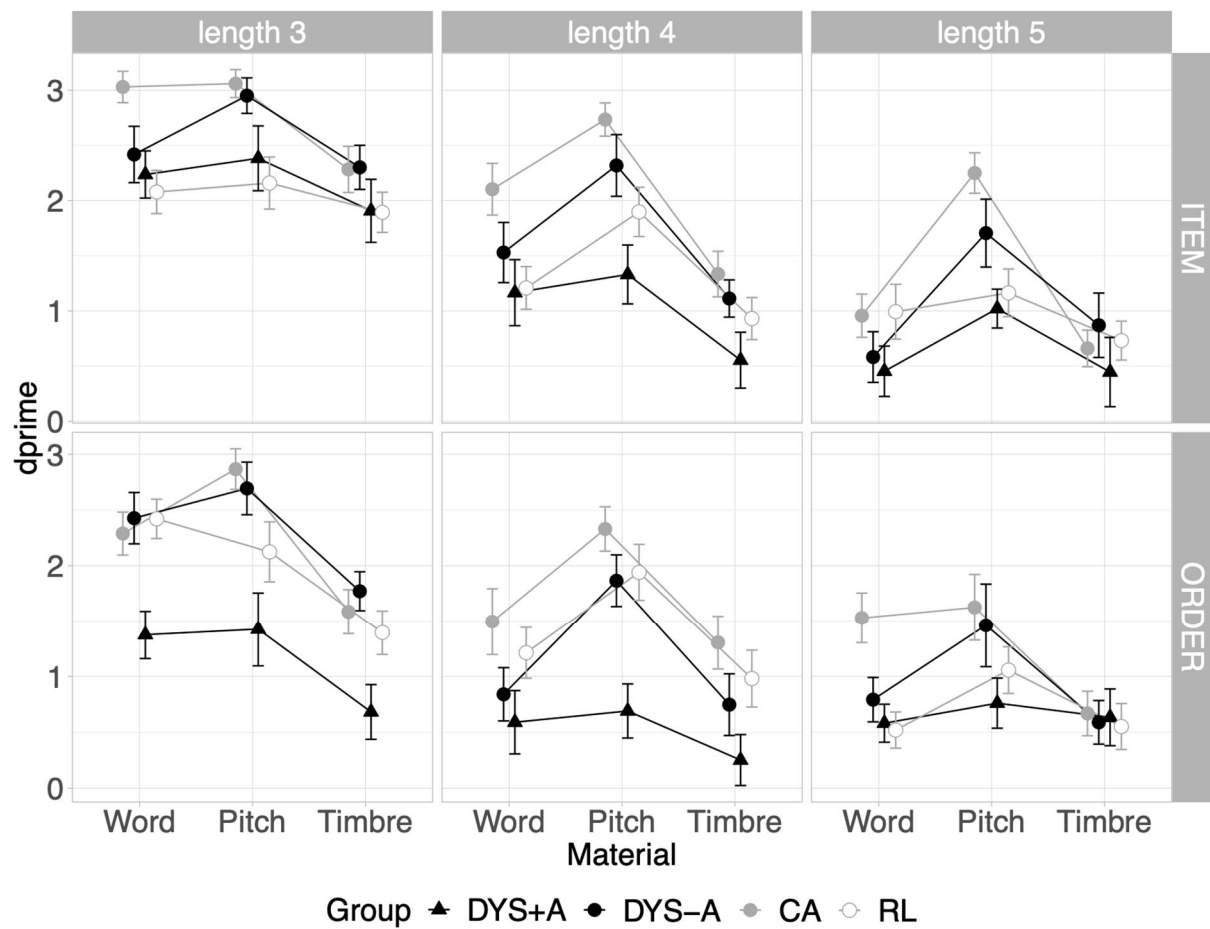 length 3 length 4 length 5
3
2
1
0
ITEM
dprime
3
2
1
0
ORDER
Word Pitch Timbre Word Pitch Timbre Word Pitch Timbre
Material
Group DYS+A DYS−A CA RL